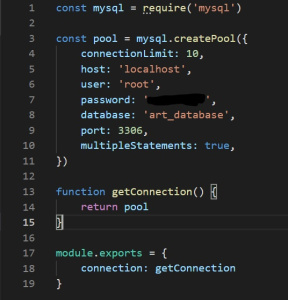 1 const mysql = require('mysql')
2
3 const pool = mysql.createPool({
4 connectionLimit: 10,
5 host: 'localhost',
6 user: 'root',
7 password: '',
8 database: 'art_database',
9 port: 3306,
10 multipleStatements: true,
11 })
12
13 function getConnection() {
14 return pool
15 }
16
17 module.exports = {
18 connection: getConnection
19 }